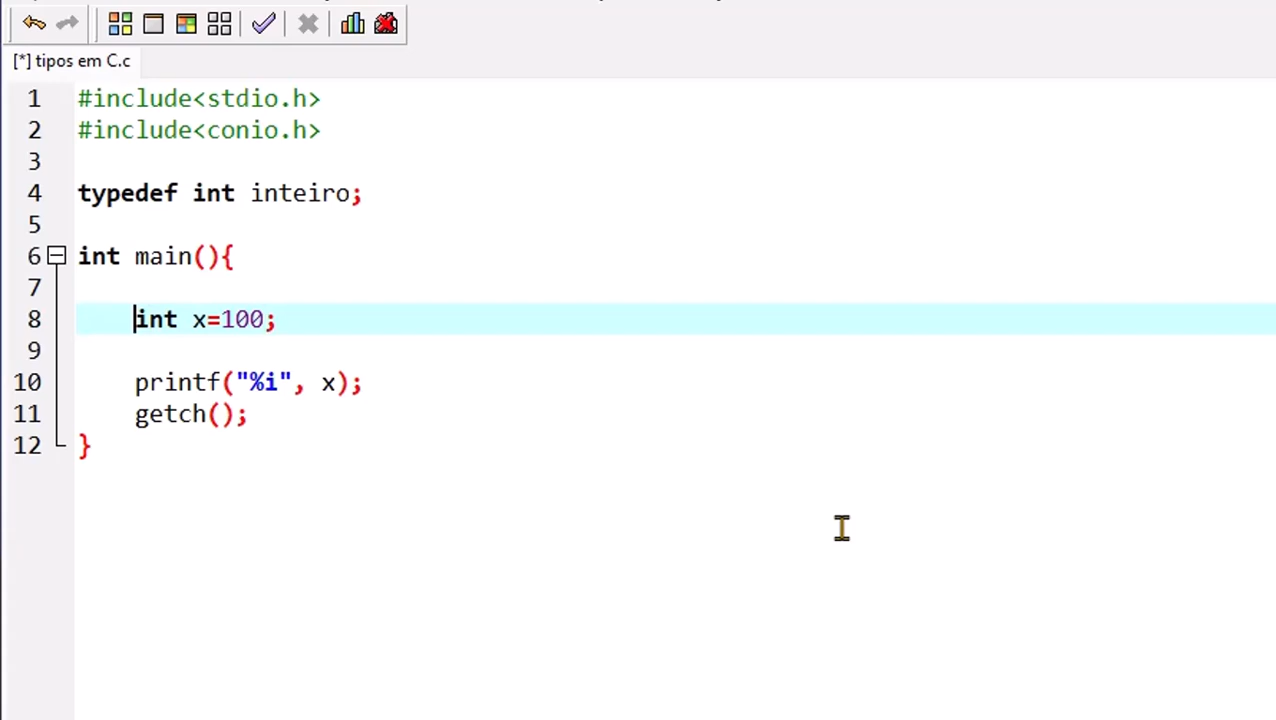 [*] tipos em C.c
1 #include<stdio.h>
2 #include<conio.h>
3
4 typedef int inteiro;
5
6 int main(){
7
8 int x=100;
9
10 printf("%i", x);
11 getch();
12 }